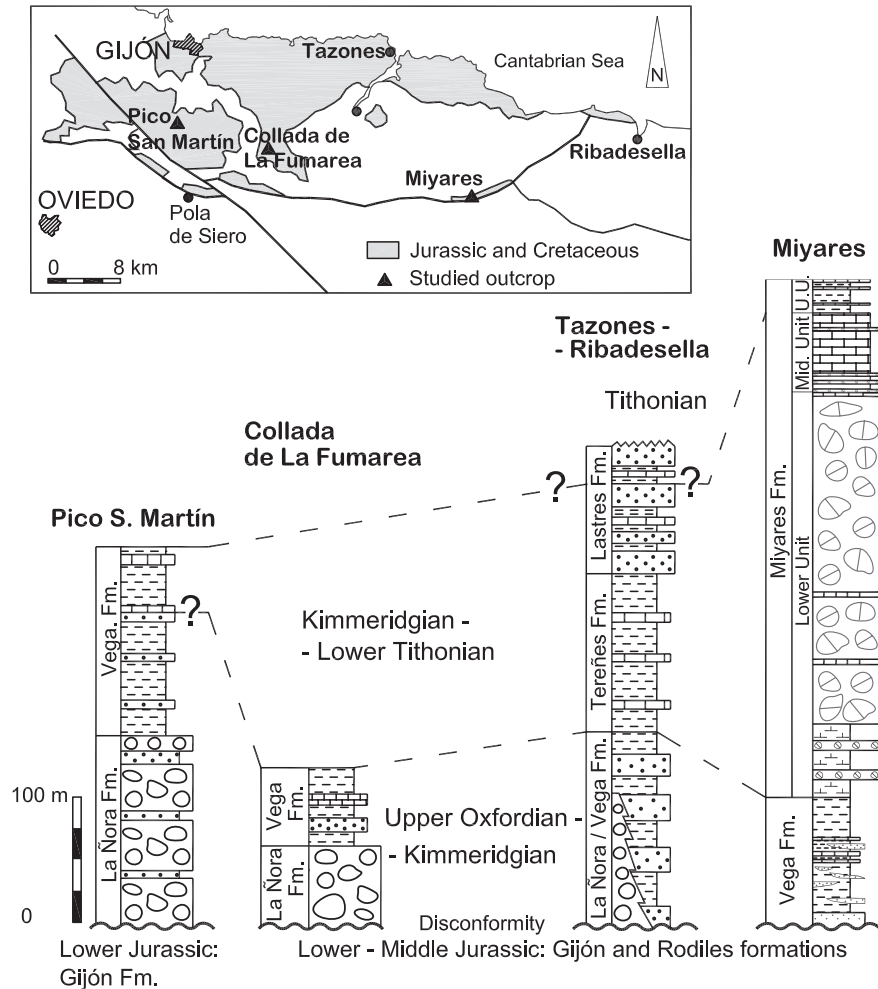 GIJÓN
Tazones
Cantabrian Sea
N
Pico
San Martín
Collada de
La Fumarea
Ribadesella
Miyares
OVIEDO
Pola
de Siero
0 8 km
Jurassic and Cretaceous
Studied outcrop
Miyares
U.U.
Mid. Unit
Lower Unit
Miyares Fm.
Vega Fm.
Tazones -
- Ribadesella
Tithonian
Collada
de La Fumarea
? ?
Lastres Fm.
Pico S. Martín
?
Vega. Fm.
Kimmeridgian -
- Lower Tithonian
Tereñes Fm.
La Ñora Fm.
100 m
0
Vega
Fm.
La Ñora
Fm.
Upper Oxfordian -
- Kimmeridgian
La Ñora / Vega Fm.
Disconformity
Lower Jurassic:
Gijón Fm.
Lower - Middle Jurassic: Gijón and Rodiles formations